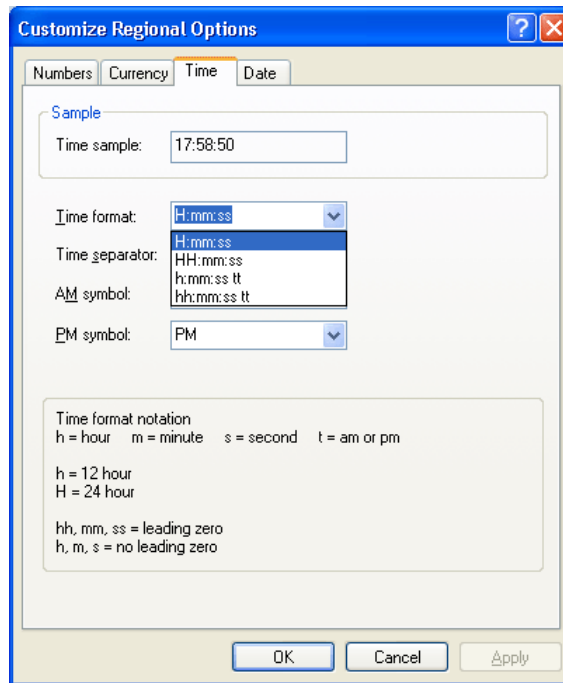 Customize Regional Options
Numbers Currency Time Date
Sample
Time sample: 17:58:50
Time format: H:mm:ss
H:mm:ss
Time separator: HH:mm:ss
h:mm:ss tt
AM symbol: hh:mm:ss tt
PM symbol: PM
Time format notation
h = hour m = minute s = second t = am or pm
h = 12 hour
H = 24 hour
hh, mm, ss = leading zero
h, m, s = no leading zero
OK Cancel Apply